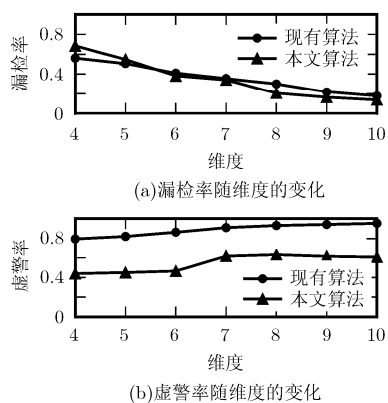 漏检率
0.8
0.4
0
现有算法
本文算法
4 5 6 7 8 9 10
维度
(a)漏检率随维度的变化
虚警率
0.8
0.4
0
现有算法
本文算法
4 5 6 7 8 9 10
维度
(b)虚警率随维度的变化